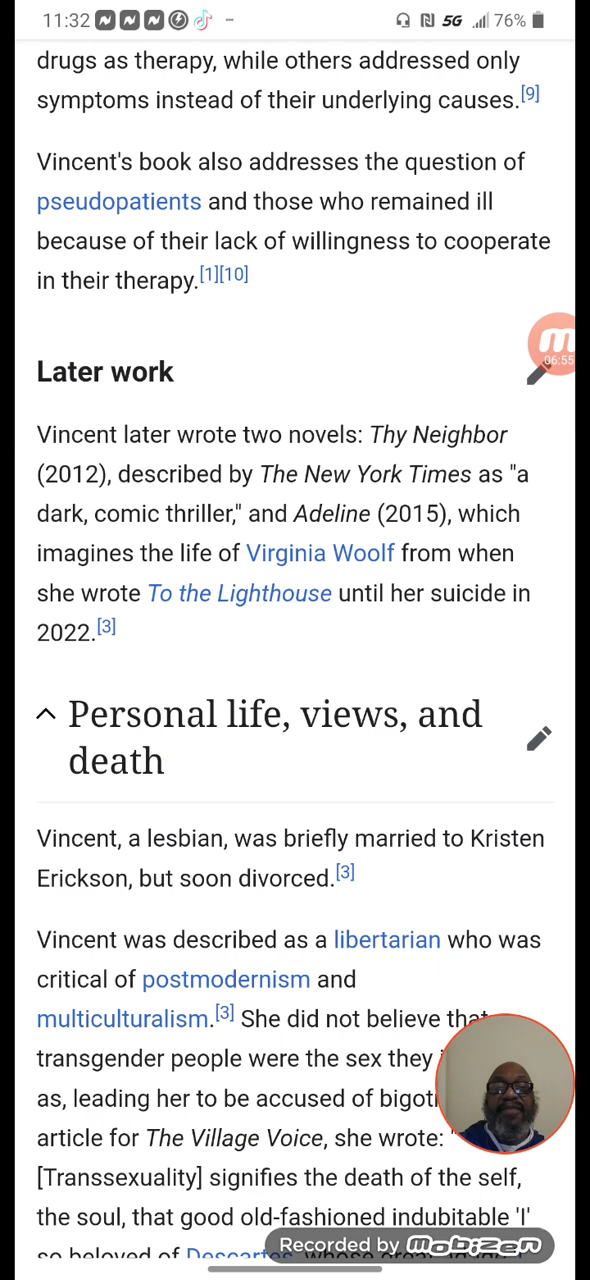 11:32 76%
5G
drugs as therapy, while others addressed only
symptoms instead of their underlying causes.[9]
Vincent's book also addresses the question of
pseudopatients and those who remained ill
because of their lack of willingness to cooperate
in their therapy.[1][10]
m
06:55
Later work
Vincent later wrote two novels: Thy Neighbor
(2012), described by The New York Times as "a
dark, comic thriller," and Adeline (2015), which
imagines the life of Virginia Woolf from when
she wrote To the Lighthouse until her suicide in
2022.[3]
Personal life, views, and
death
Vincent, a lesbian, was briefly married to Kristen
Erickson, but soon divorced.[3]
Vincent was described as a libertarian who was
critical of postmodernism and
multiculturalism.[3] She did not believe that
transgender people were the sex they
as, leading her to be accused of bigot
article for The Village Voice, she wrote: "
[Transsexuality] signifies the death of the self,
the soul, that good old-fashioned indubitable 'I'
so beloved of Descartes, whose great
Recorded by mobizen